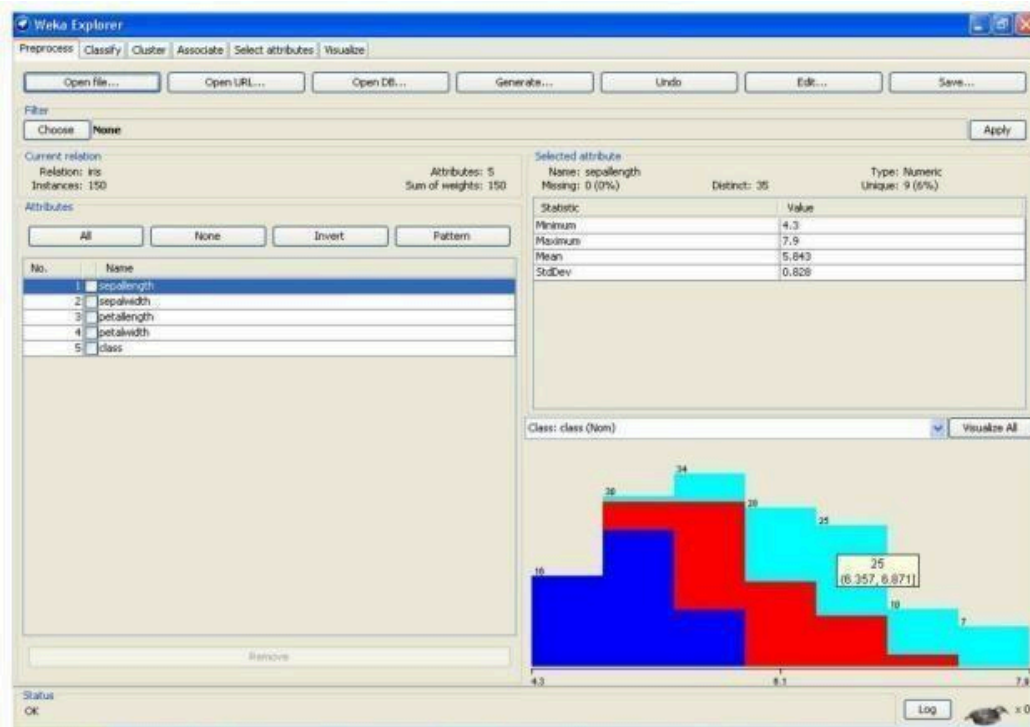 Weka Explorer
Preprocess Classify Cluster Associate Select attributes Visualize
Open file... Open URL... Open DB... Generate... Undo Edit... Save...
Filter
Choose None Apply
Current relation
Relation: iris Attributes: 5
Instances: 150 Sum of weights: 150
Attributes
All None Invert Pattern
No. Name
1 sepallength
2 sepalwidth
3 petallength
4 petalwidth
5 class
Remove
Selected attribute
Name: sepallength Type: Numeric
Missing: 0 (0%) Distinct: 35 Unique: 9 (6%)
Statistic Value
Minimum 4.3
Maximum 7.9
Mean 5.843
StdDev 0.828
Class: class (Nom) Visualize All
34
30
28
25
16
25
(6.357, 6.871]
10
7
4.3 6.1 7.9
Status
OK
Log x 0